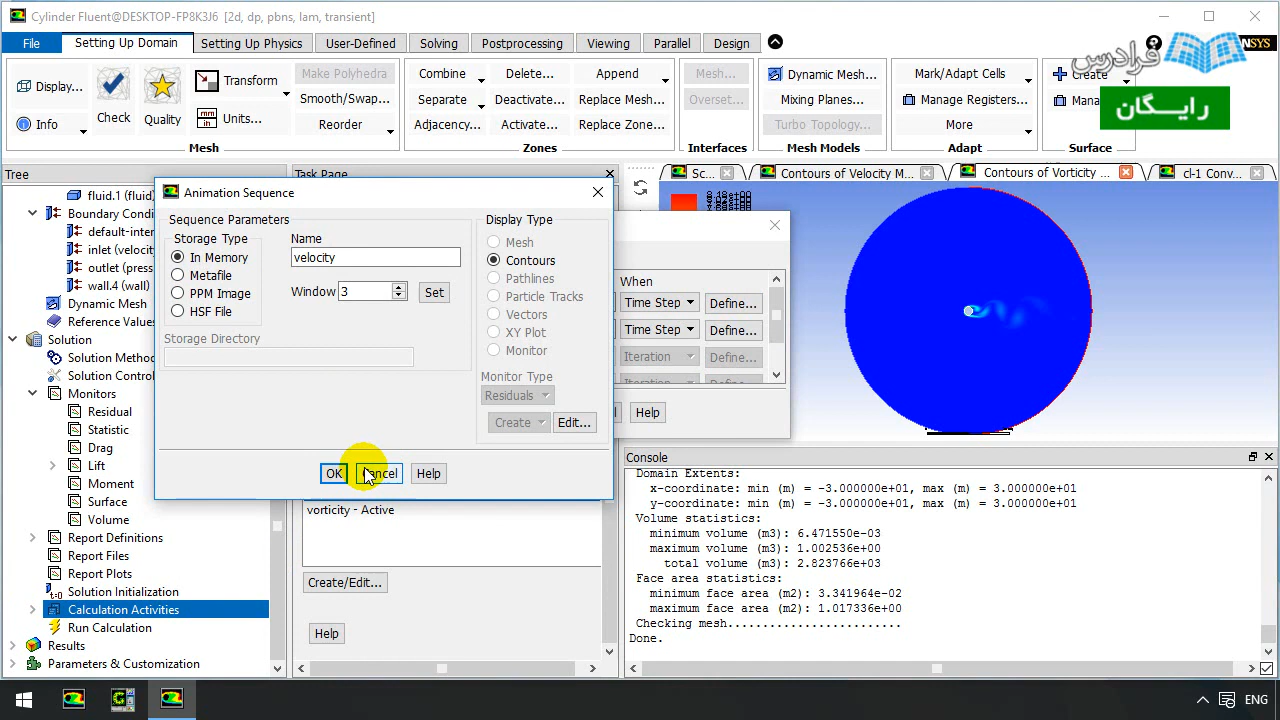 Cylinder Fluent@DESKTOP-FP8K3J6 [2d, dp, pbns, lam, transient]
File
Setting Up Domain
Setting Up Physics
User-Defined
Solving
Postprocessing
Viewing
Parallel
Design
NSYS
فرادرس
رایگان
Display...
Info
Check
Quality
Transform
Units...
Make Polyhedra
Smooth/Swap...
Reorder
Mesh
Combine
Delete...
Append
Separate
Deactivate...
Replace Mesh...
Adjacency...
Activate...
Replace Zone...
Zones
Mesh...
Overset...
Interfaces
Dynamic Mesh...
Mixing Planes...
Turbo Topology...
Mesh Models
Mark/Adapt Cells
Manage Registers...
More
Adapt
Create
Mana
Surface
Tree
Task Page
fluid.1 (fluid)
Boundary Condi
default-inter
inlet (velocity
outlet (press
wall.4 (wall)
Dynamic Mesh
Reference Values
Solution
Solution Metho
Solution Contro
Monitors
Residual
Statistic
Drag
Lift
Moment
Surface
Volume
Report Definitions
Report Files
Report Plots
Solution Initialization
Calculation Activities
Run Calculation
Results
Parameters & Customization
Animation Sequence
Sequence Parameters
Storage Type
In Memory
Metafile
PPM Image
HSF File
Name
velocity
Window 3
Set
Storage Directory
Display Type
Mesh
Contours
Pathlines
Particle Tracks
Vectors
XY Plot
Monitor
Monitor Type
Residuals
Create
Edit...
OK
Cancel
Help
When
Time Step
Define...
Time Step
Define...
Iteration
Define...
Help
vorticity - Active
Create/Edit...
Help
Sc...
Contours of Velocity M...
Contours of Vorticity ...
cl-1 Conv...
Console
Domain Extents:
x-coordinate: min (m) = -3.000000e+01, max (m) = 3.000000e+01
y-coordinate: min (m) = -3.000000e+01, max (m) = 3.000000e+01
Volume statistics:
minimum volume (m3): 6.471550e-03
maximum volume (m3): 1.002536e+00
total volume (m3): 2.823766e+03
Face area statistics:
minimum face area (m2): 3.341964e-02
maximum face area (m2): 1.017336e+00
Checking mesh.........................
Done.
ENG